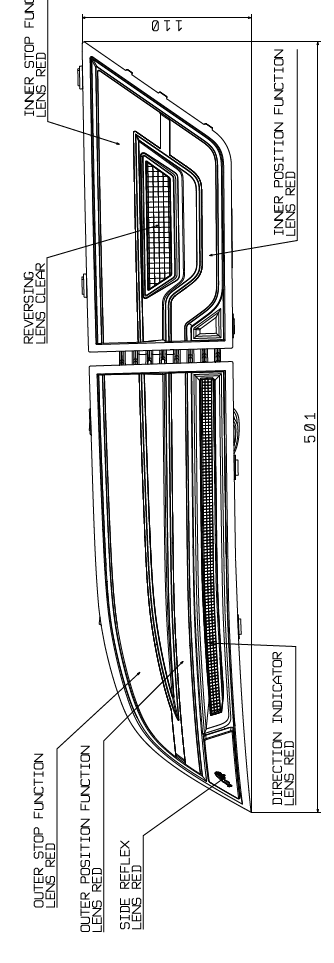 OUTER STOP FUNCTION
LENS RED
OUTER POSITION FUNCTION
LENS RED
SIDE REFLEX
LENS RED
DIRECTION INDICATOR
LENS RED
REVERSING
LENS CLEAR
INNER STOP FUN
LENS RED
INNER POSITION FUNCTION
LENS RED
501
110